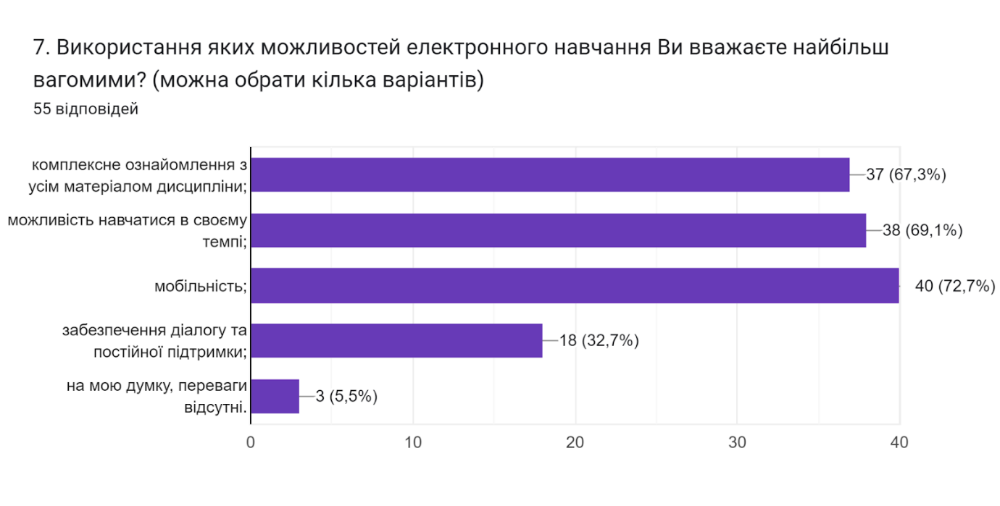 7. Використання яких можливостей електронного навчання Ви вважаєте найбільш
вагомими? (можна обрати кілька варіантів)
55 відповідей
комплексне ознайомлення з
усім матеріалом дисципліни;
37 (67,3%)
можливість навчатися в своєму
темпі;
38 (69,1%)
мобільність;
40 (72,7%)
забезпечення діалогу та
постійної підтримки;
18 (32,7%)
на мою думку, переваги
відсутні.
3 (5,5%)
0 10 20 30 40